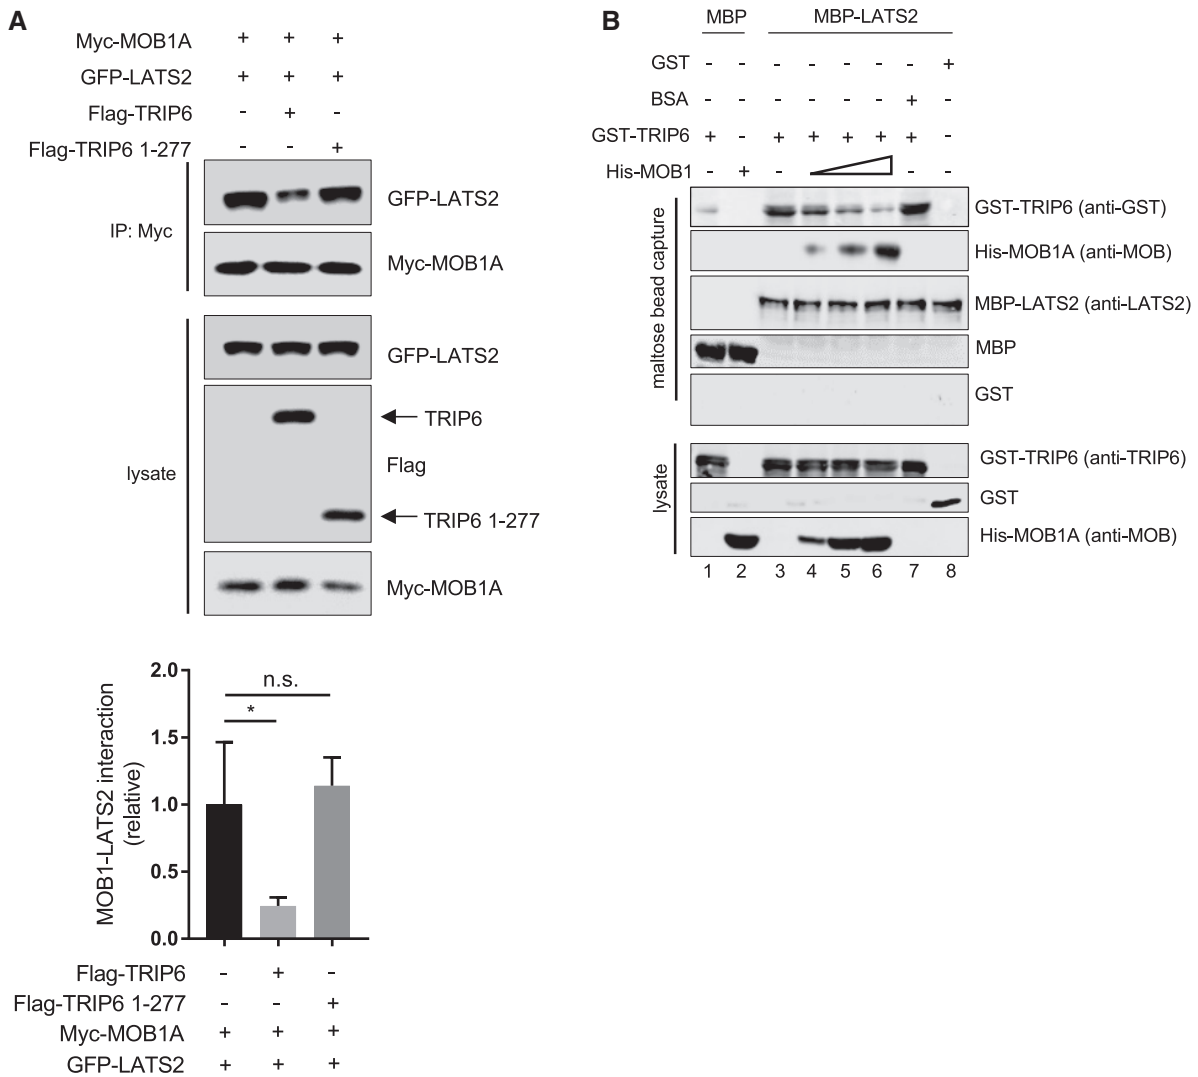 A
Myc-MOB1A + + +
GFP-LATS2 + + +
Flag-TRIP6 - + -
Flag-TRIP6 1-277 - - +
IP: Myc
GFP-LATS2
Myc-MOB1A
lysate
GFP-LATS2
TRIP6
Flag
TRIP6 1-277
Myc-MOB1A
MOB1-LATS2 interaction
(relative)
2.0
1.5
1.0
0.5
0.0
n.s.
*
Flag-TRIP6 - + -
Flag-TRIP6 1-277 - - +
Myc-MOB1A + + +
GFP-LATS2 + + +
B
MBP MBP-LATS2
GST - - - - - - - +
BSA - - - - - - + -
GST-TRIP6 + - + + + + + -
His-MOB1 - + - - -
maltose bead capture
GST-TRIP6 (anti-GST)
His-MOB1A (anti-MOB)
MBP-LATS2 (anti-LATS2)
MBP
GST
lysate
GST-TRIP6 (anti-TRIP6)
GST
His-MOB1A (anti-MOB)
1 2 3 4 5 6 7 8